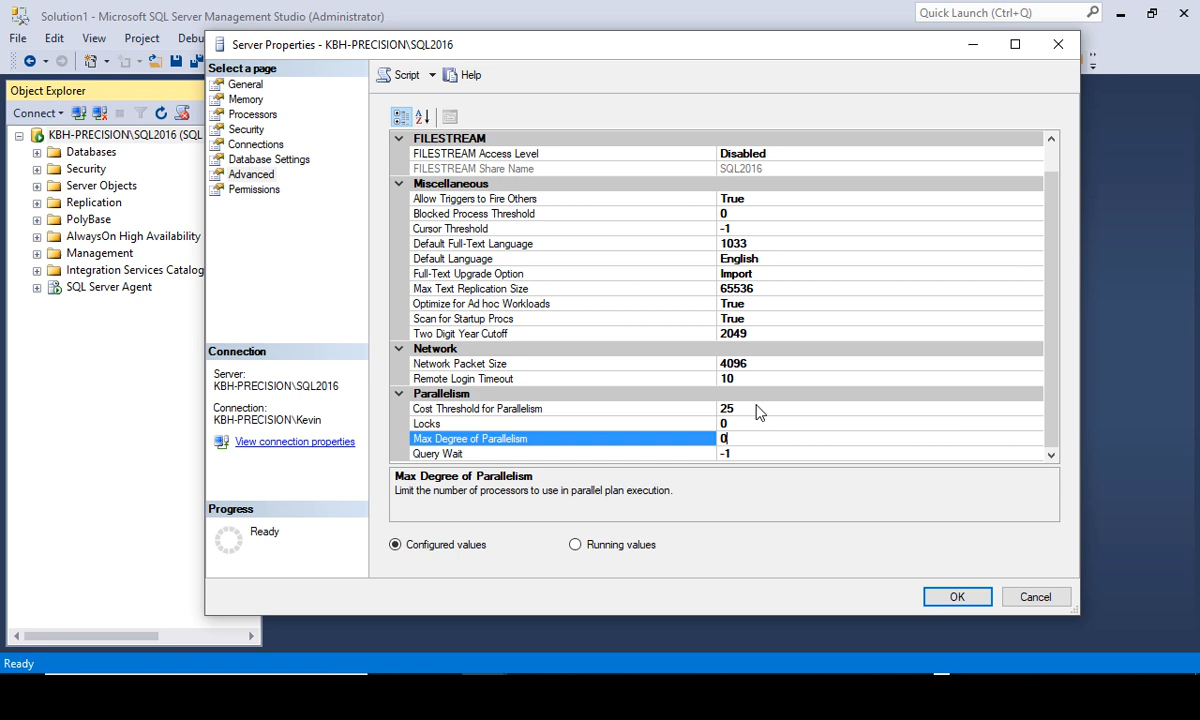 Solution1 - Microsoft SQL Server Management Studio (Administrator)
Quick Launch (Ctrl+Q)
File Edit View Project Debu
Server Properties - KBH-PRECISION\SQL2016
Object Explorer
Connect
KBH-PRECISION\SQL2016 (SQL
Databases
Security
Server Objects
Replication
PolyBase
AlwaysOn High Availability
Management
Integration Services Catalog
SQL Server Agent
Select a page
General
Memory
Processors
Security
Connections
Database Settings
Advanced
Permissions
Connection
Server:
KBH-PRECISION\SQL2016
Connection:
KBH-PRECISION\Kevin
View connection properties
Progress
Ready
Script Help
FILESTREAM
FILESTREAM Access Level Disabled
FILESTREAM Share Name SQL2016
Miscellaneous
Allow Triggers to Fire Others True
Blocked Process Threshold 0
Cursor Threshold -1
Default Full-Text Language 1033
Default Language English
Full-Text Upgrade Option Import
Max Text Replication Size 65536
Optimize for Ad hoc Workloads True
Scan for Startup Procs True
Two Digit Year Cutoff 2049
Network
Network Packet Size 4096
Remote Login Timeout 10
Parallelism
Cost Threshold for Parallelism 25
Locks 0
Max Degree of Parallelism 0
Query Wait -1
Max Degree of Parallelism
Limit the number of processors to use in parallel plan execution.
Configured values Running values
OK Cancel
Ready